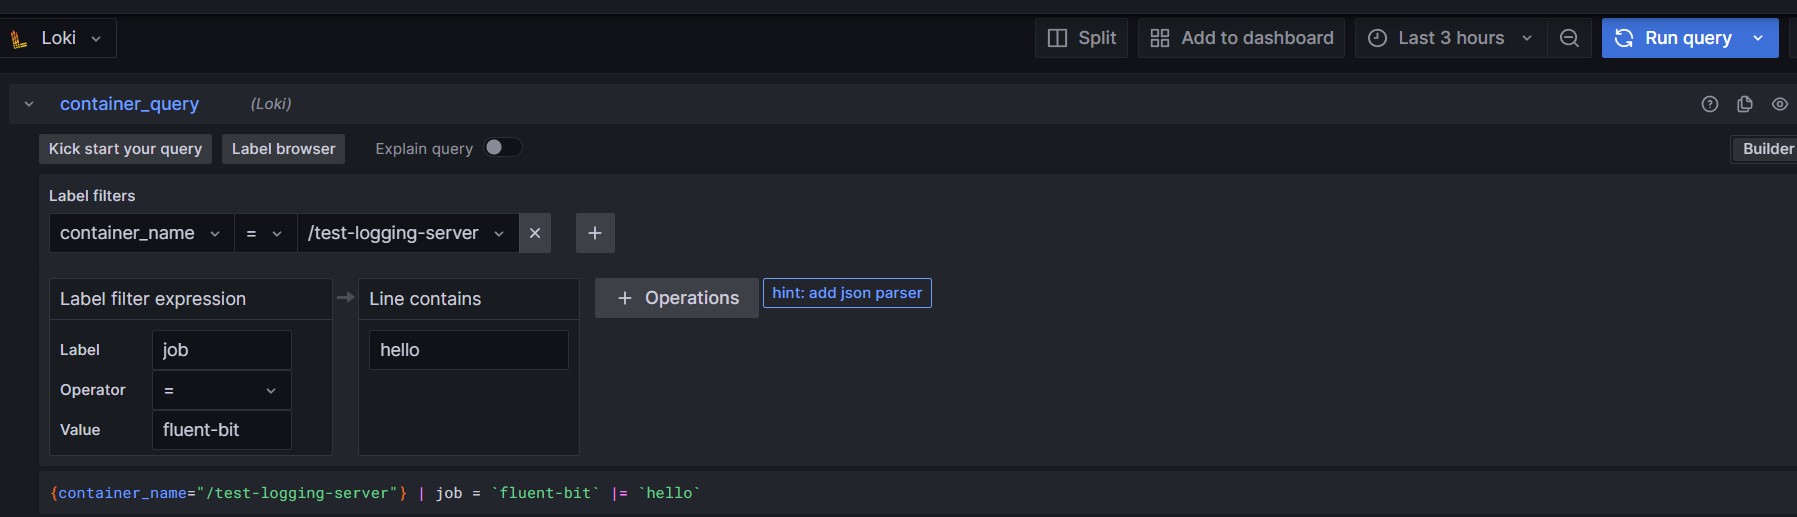 Loki Split Add to dashboard Last 3 hours Run query
container_query (Loki)
Kick start your query Label browser Explain query Builder
Label filters
container_name = /test-logging-server
Label filter expression Line contains + Operations hint: add json parser
Label job hello
Operator =
Value fluent-bit
{container_name="/test-logging-server"} | job = `fluent-bit` |= `hello`